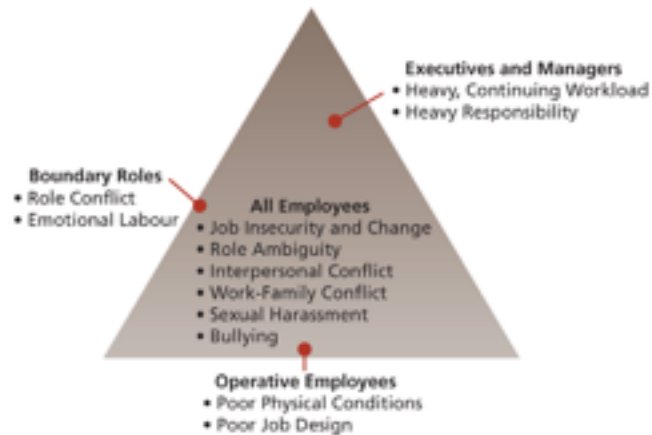 Executives and Managers
• Heavy, Continuing Workload
• Heavy Responsibility
Boundary Roles
• Role Conflict
• Emotional Labour
All Employees
• Job Insecurity and Change
• Role Ambiguity
• Interpersonal Conflict
• Work-Family Conflict
• Sexual Harassment
• Bullying
Operative Employees
• Poor Physical Conditions
• Poor Job Design